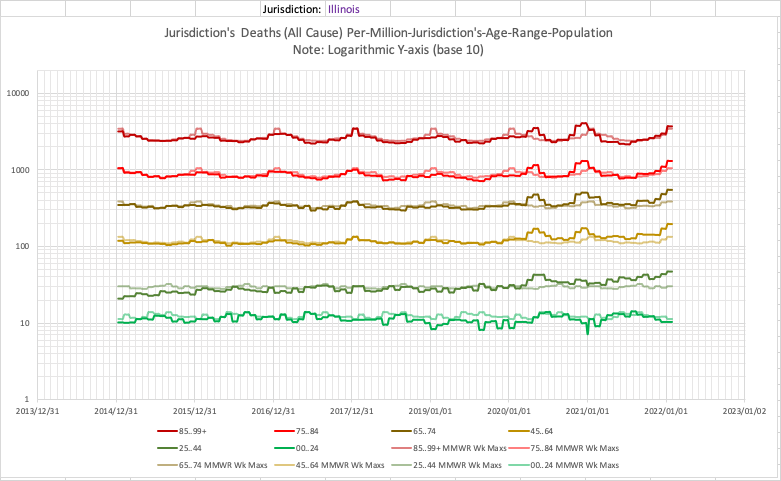 Jurisdiction: Illinois
Jurisdiction's Deaths (All Cause) Per-Million-Jurisdiction's-Age-Range-Population
Note: Logarithmic Y-axis (base 10)
10000
1000
100
10
1
2013/12/31 2014/12/31 2015/12/31 2016/12/31 2017/12/31 2019/01/01 2020/01/01 2021/01/01 2022/01/01 2023/01/02
85..99+ 75..84 65..74 45..64
25..44 00..24 85..99+ MMWR Wk Maxs 75..84 MMWR Wk Maxs
65..74 MMWR Wk Maxs 45..64 MMWR Wk Maxs 25..44 MMWR Wk Maxs 00..24 MMWR Wk Maxs